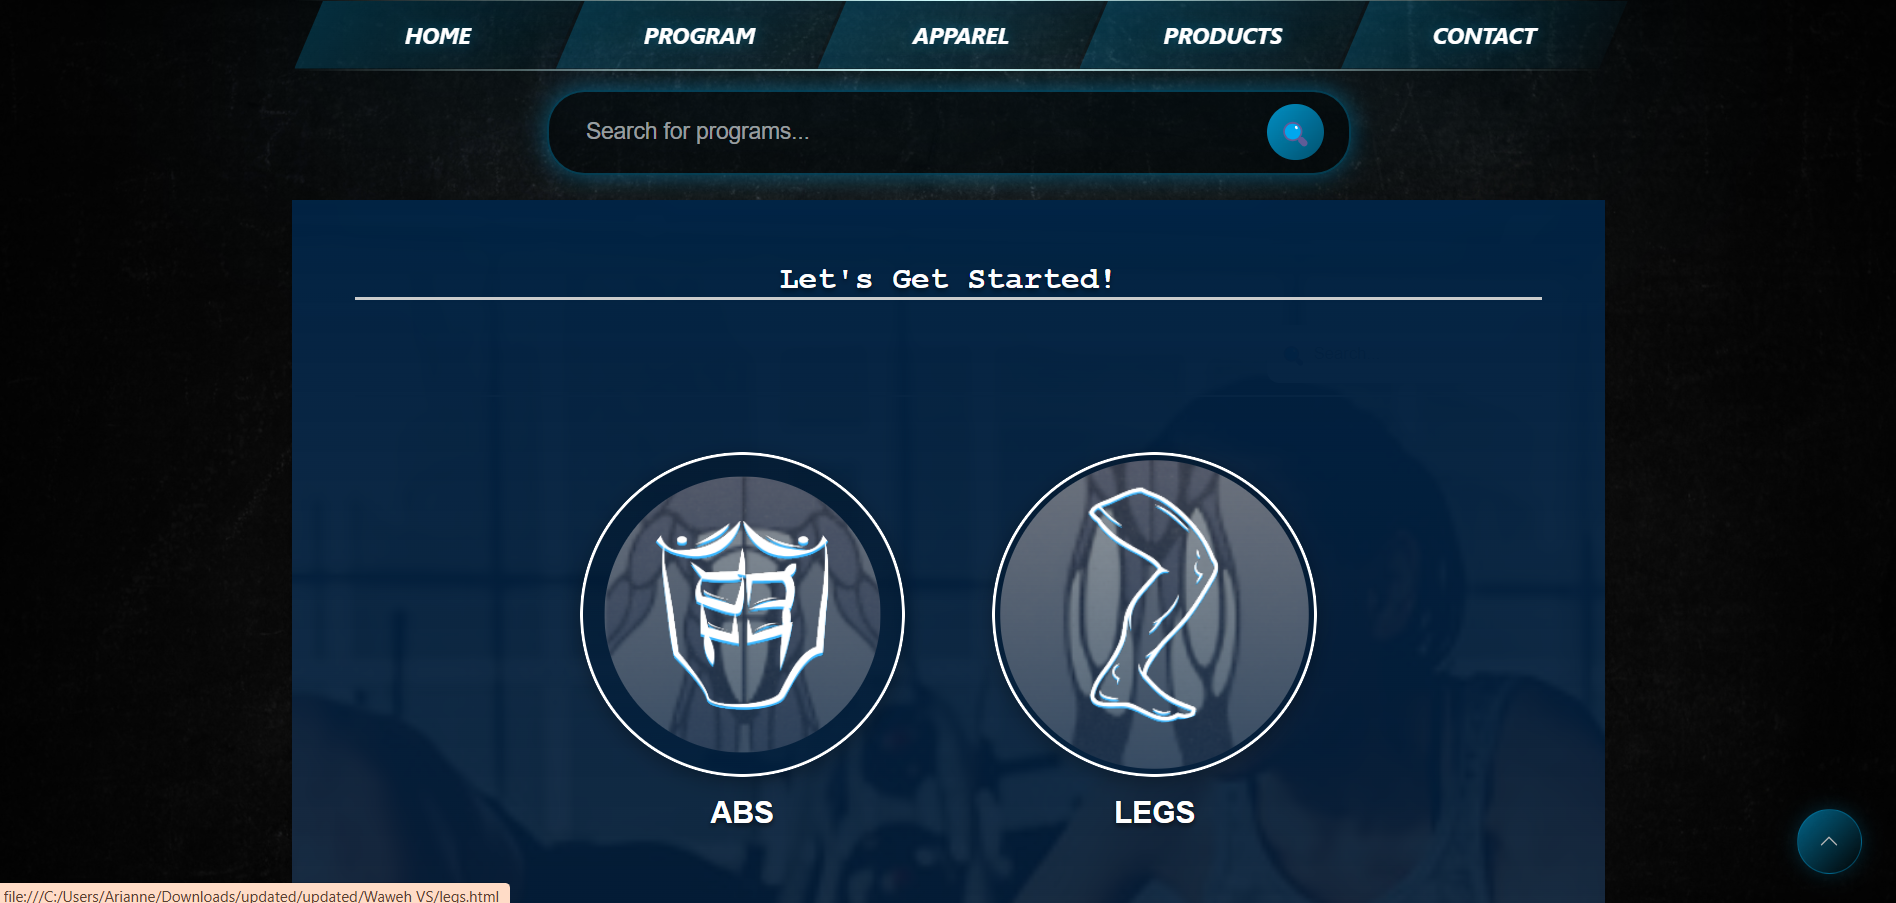 HOME PROGRAM APPAREL PRODUCTS CONTACT
Search for programs...
Let's Get Started!
ABS LEGS
file:///C:/Users/Arianne/Downloads/updated/updated/Waweh VS/legs.html